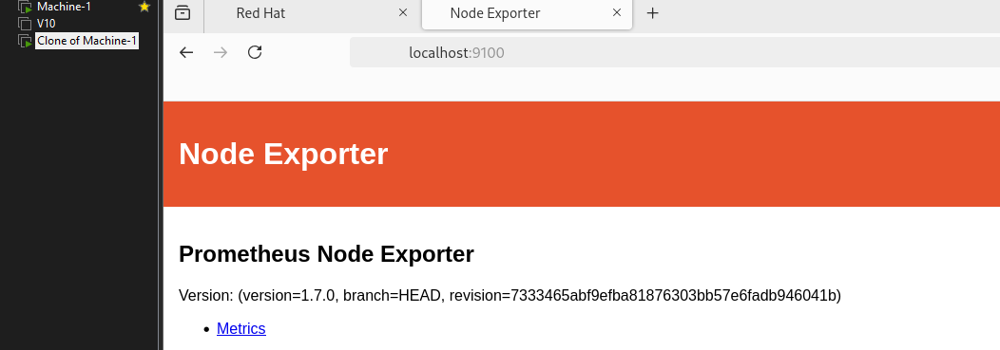 Machine-1
V10
Clone of Machine-1
Red Hat
Node Exporter
localhost:9100
Node Exporter
Prometheus Node Exporter
Version: (version=1.7.0, branch=HEAD, revision=7333465abf9efba81876303bb57e6fadb946041b)
Metrics